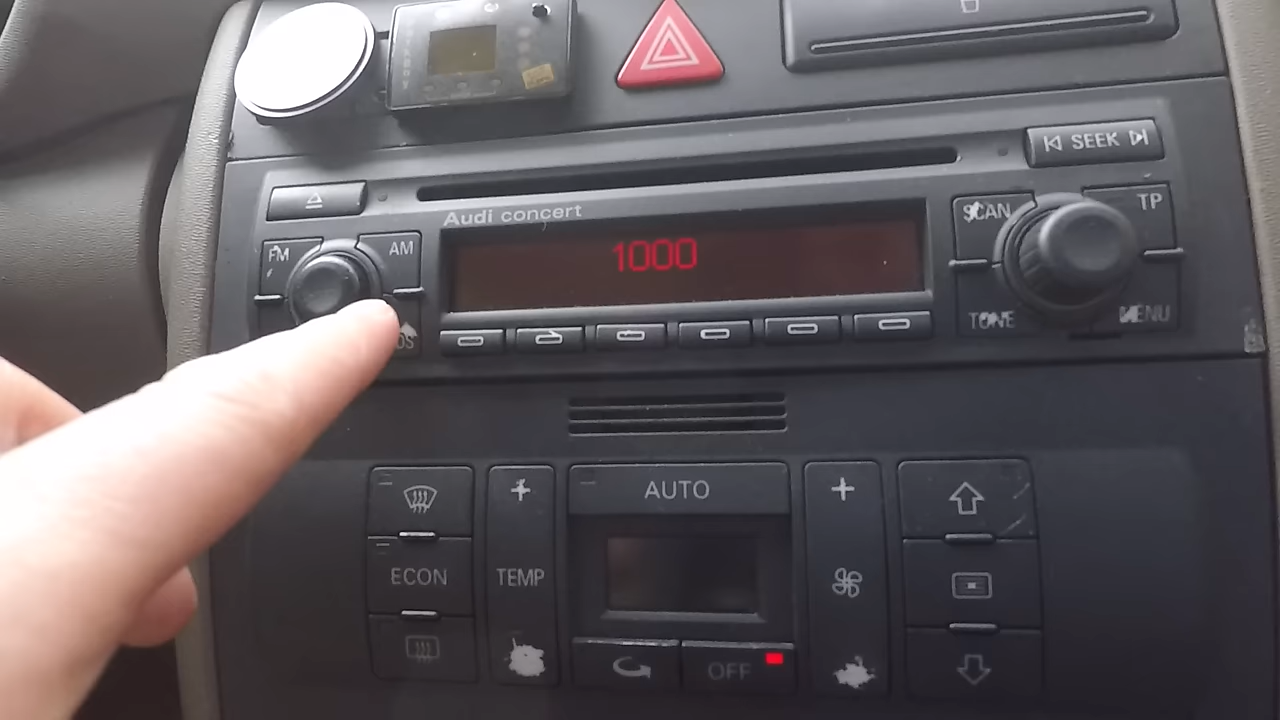 SEEK
Audi concert
FM
AM
SCAN
TP
1000
TONE
MENU
AUTO
ECON
TEMP
OFF